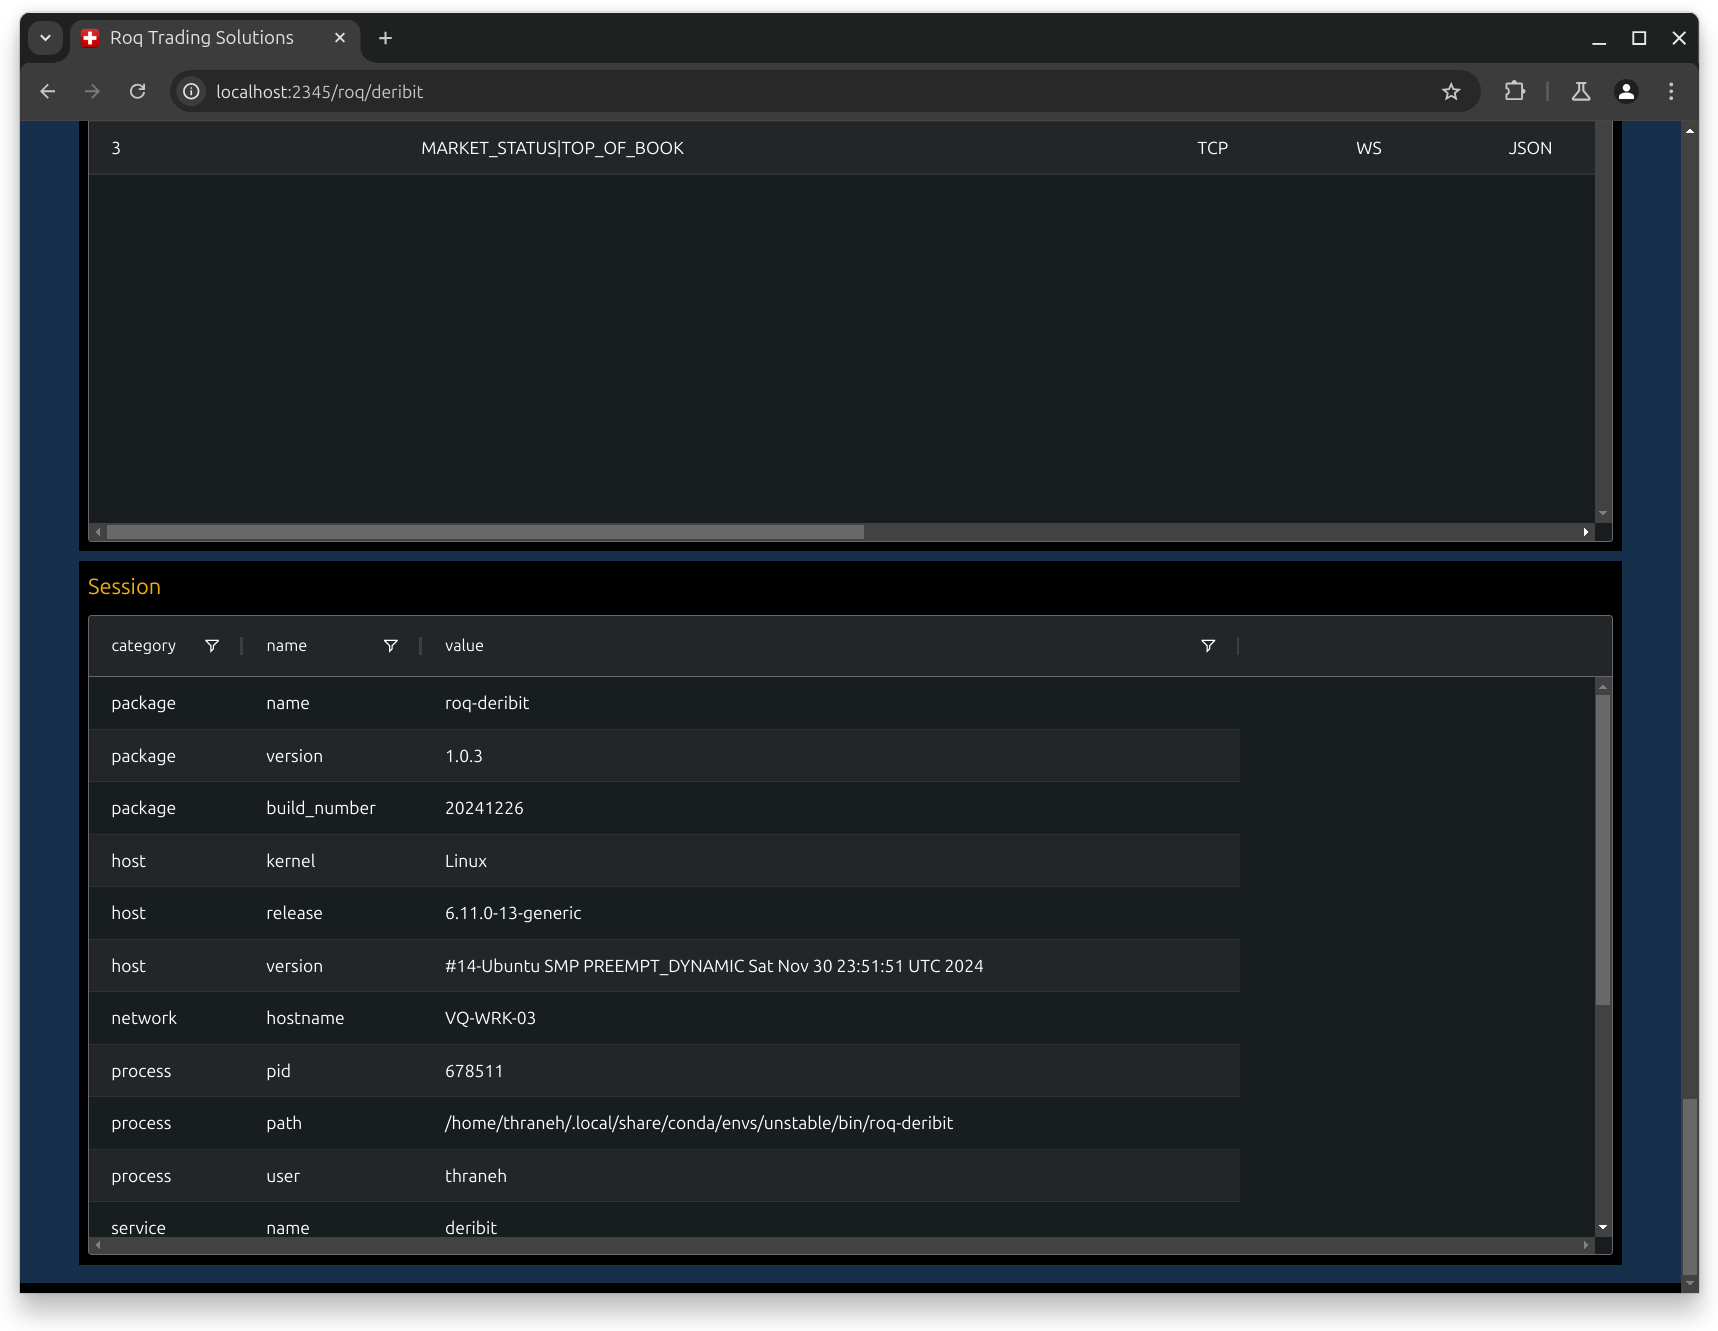 Roq Trading Solutions
localhost:2345/roq/deribit
3 MARKET_STATUS|TOP_OF_BOOK TCP WS JSON
Session
category name value
package name roq-deribit
package version 1.0.3
package build_number 20241226
host kernel Linux
host release 6.11.0-13-generic
host version #14-Ubuntu SMP PREEMPT_DYNAMIC Sat Nov 30 23:51:51 UTC 2024
network hostname VQ-WRK-03
process pid 678511
process path /home/thraneh/.local/share/conda/envs/unstable/bin/roq-deribit
process user thraneh
service name deribit